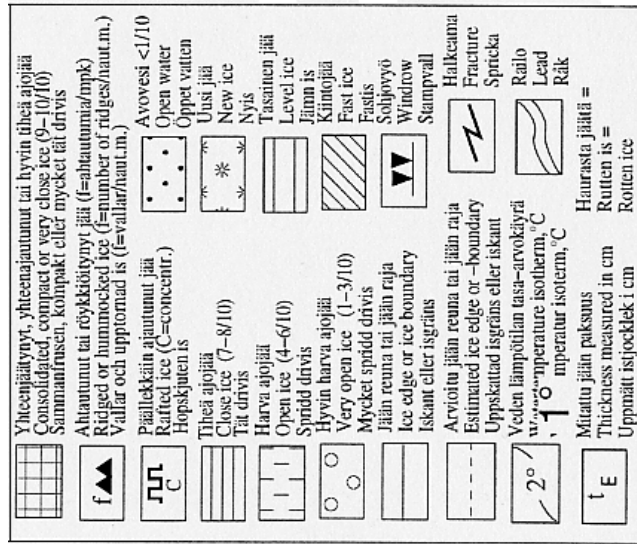 Yhteenjäätynyt, yhteenajautunut tai hyvin tiheä ajojää
Consolidated, compact or very close ice (9–10/10)
Sammanfrusen, kompakt eller mycket tät drivis
f
Ahtautunut tai röykkiöitynyt jää (f=ahtautumia/mpk)
Ridged or hummocked ice (f=number of ridges/naut.m.)
Vallar och upptornad is (f=vallar/naut.m.)
C
Päällekkäin ajautunut jää
Rafted ice (C=concentr.)
Hopskjuten is
Tiheä ajojää
Close ice (7–8/10)
Tät drivis
Harva ajojää
Open ice (4–6/10)
Spridd drivis
Hyvin harva ajojää
Very open ice (1–3/10)
Mycket spridd drivis
Jään reuna tai jään raja
Ice edge or ice boundary
Iskant eller isgräns
Arvioitu jään reuna tai jään raja
Estimated ice edge or –boundary
Uppskattad isgräns eller iskant
2°
Veden lämpötilan tasa–arvokäyrä
isotherm,°C
1°
isoterm,°C
tE
Mitattu jään paksuus
Thickness measured in cm
Uppmätt istjocklek i cm
Avovesi <1/10
Open water
Öppet vatten
Uusi jää
New ice
Nyis
Tasainen jää
Level ice
Jämn is
Kiintojää
Fast ice
Fastis
Sohjovyö
Windrow
Stampvall
Halkeama
Fracture
Spricka
Railo
Lead
Råk
Haurasta jäätä =
Rutten is =
Rotten ice